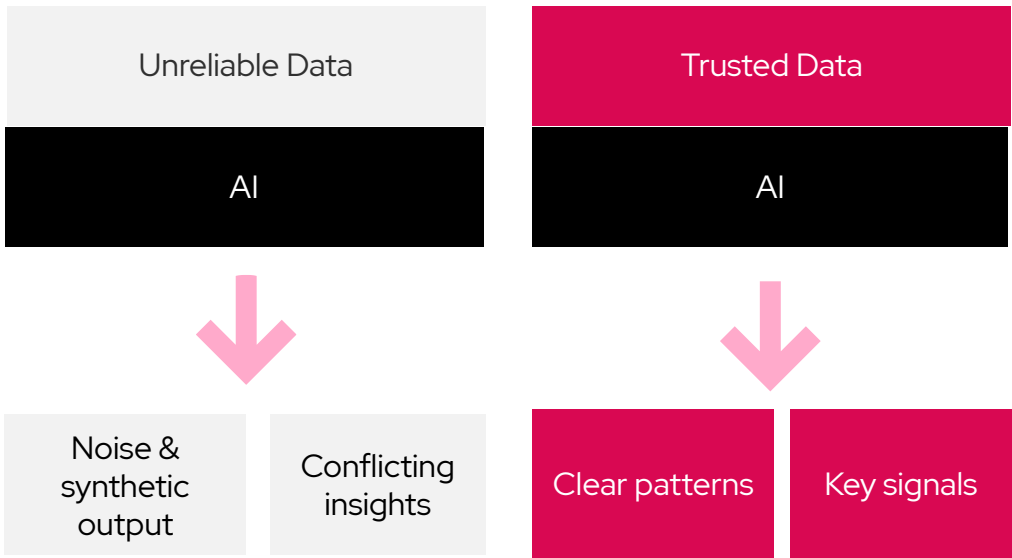 Unreliable Data
Trusted Data
AI
AI
Noise &
synthetic
output
Conflicting
insights
Clear patterns
Key signals